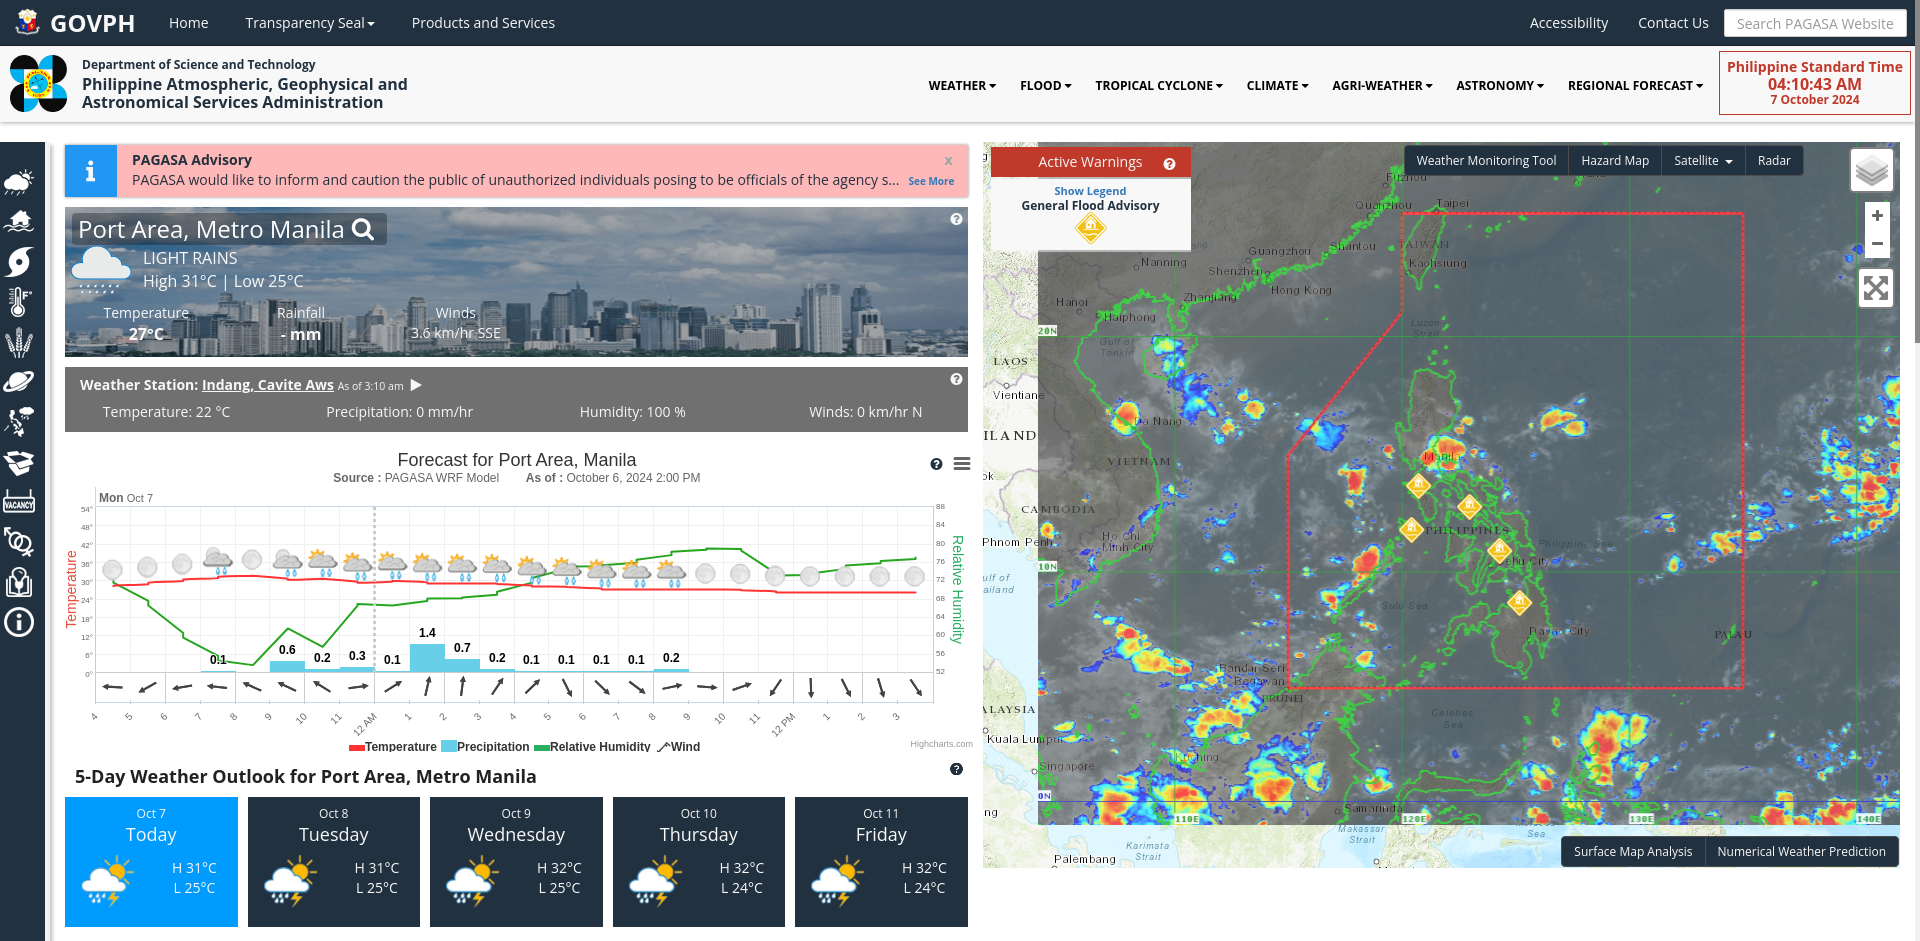 GOVPH
Home
Transparency Seal
Products and Services
Accessibility
Contact Us
Search PAGASA Website
Department of Science and Technology
Philippine Atmospheric, Geophysical and
Astronomical Services Administration
WEATHER
FLOOD
TROPICAL CYCLONE
CLIMATE
AGRI-WEATHER
ASTRONOMY
REGIONAL FORECAST
Philippine Standard Time
04:10:43 AM
7 October 2024
PAGASA Advisory
x
PAGASA would like to inform and caution the public of unauthorized individuals posing to be officials of the agency s...
See More
Port Area, Metro Manila
LIGHT RAINS
High 31°C | Low 25°C
Temperature
27°C
Rainfall
- mm
Winds
3.6 km/hr SSE
Weather Station: Indang, Cavite Aws As of 3:10 am
Temperature: 22 °C
Precipitation: 0 mm/hr
Humidity: 100 %
Winds: 0 km/hr N
VACANCY
Forecast for Port Area, Manila
Source : PAGASA WRF Model
As of : October 6, 2024 2:00 PM
Mon Oct 7
54°
48°
42°
36°
30°
24°
18°
12°
6°
0°
Temperature
88
84
80
76
72
68
64
60
56
52
Relative Humidity
0.1
0.6
0.2
0.3
0.1
1.4
0.7
0.2
0.1
0.1
0.1
0.1
0.2
4
5
6
7
8
9
10
11
12 AM
1
2
3
4
5
6
7
8
9
10
11
12 PM
1
2
3
Temperature
Precipitation
Relative Humidity
Wind
Highcharts.com
5-Day Weather Outlook for Port Area, Metro Manila
Oct 7
Today
H 31°C
L 25°C
Oct 8
Tuesday
H 31°C
L 25°C
Oct 9
Wednesday
H 32°C
L 25°C
Oct 10
Thursday
H 32°C
L 24°C
Oct 11
Friday
H 32°C
L 24°C
Active Warnings
Show Legend
General Flood Advisory
Weather Monitoring Tool
Hazard Map
Satellite
Radar
+
−
Fuzhou
Quanzhou
Taipei
TAIWAN
Kaohsiung
Shantou
Guangzhou
Shenzhen
Hong Kong
Nanning
Zhanjiang
Hanoi
Haiphong
Gulf of
Tonkin
Luzon
Strait
20N
LAOS
Vientiane
Da Nang
ILAND
VIETNAM
Manila
ok
CAMBODIA
Phnom Penh
Ho Chi
Minh City
PHILIPPINES
Philippine Sea
Cebu City
10N
ulf of
ailand
Sulu Sea
Davao City
PALAU
Bandar Seri
Begawan
BRUNEI
ALAYSIA
Celebes
Sea
Kuala Lumpur
Kuching
Singapore
0N
ng
Samarinda
110E
120E
130E
140E
Makassar
Strait
Sea
Karimata
Strait
Palembang
Surface Map Analysis
Numerical Weather Prediction